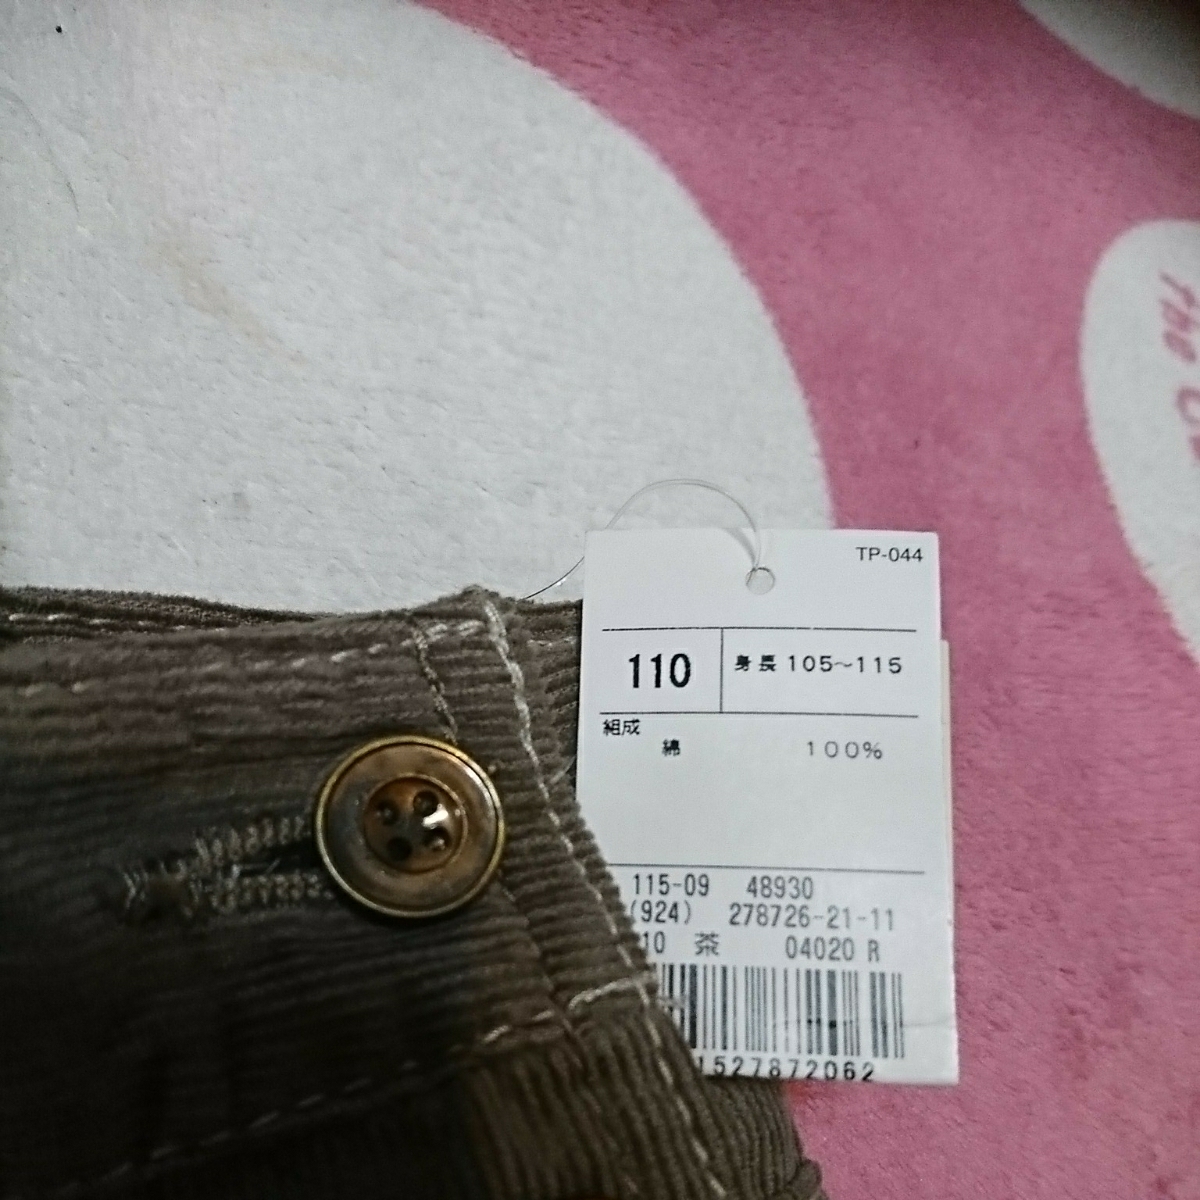 TP-044
110 身長 105〜115
組成
綿 100%
115-09 48930
(924) 278726-21-11
10 茶 04020 R
1527872062
The